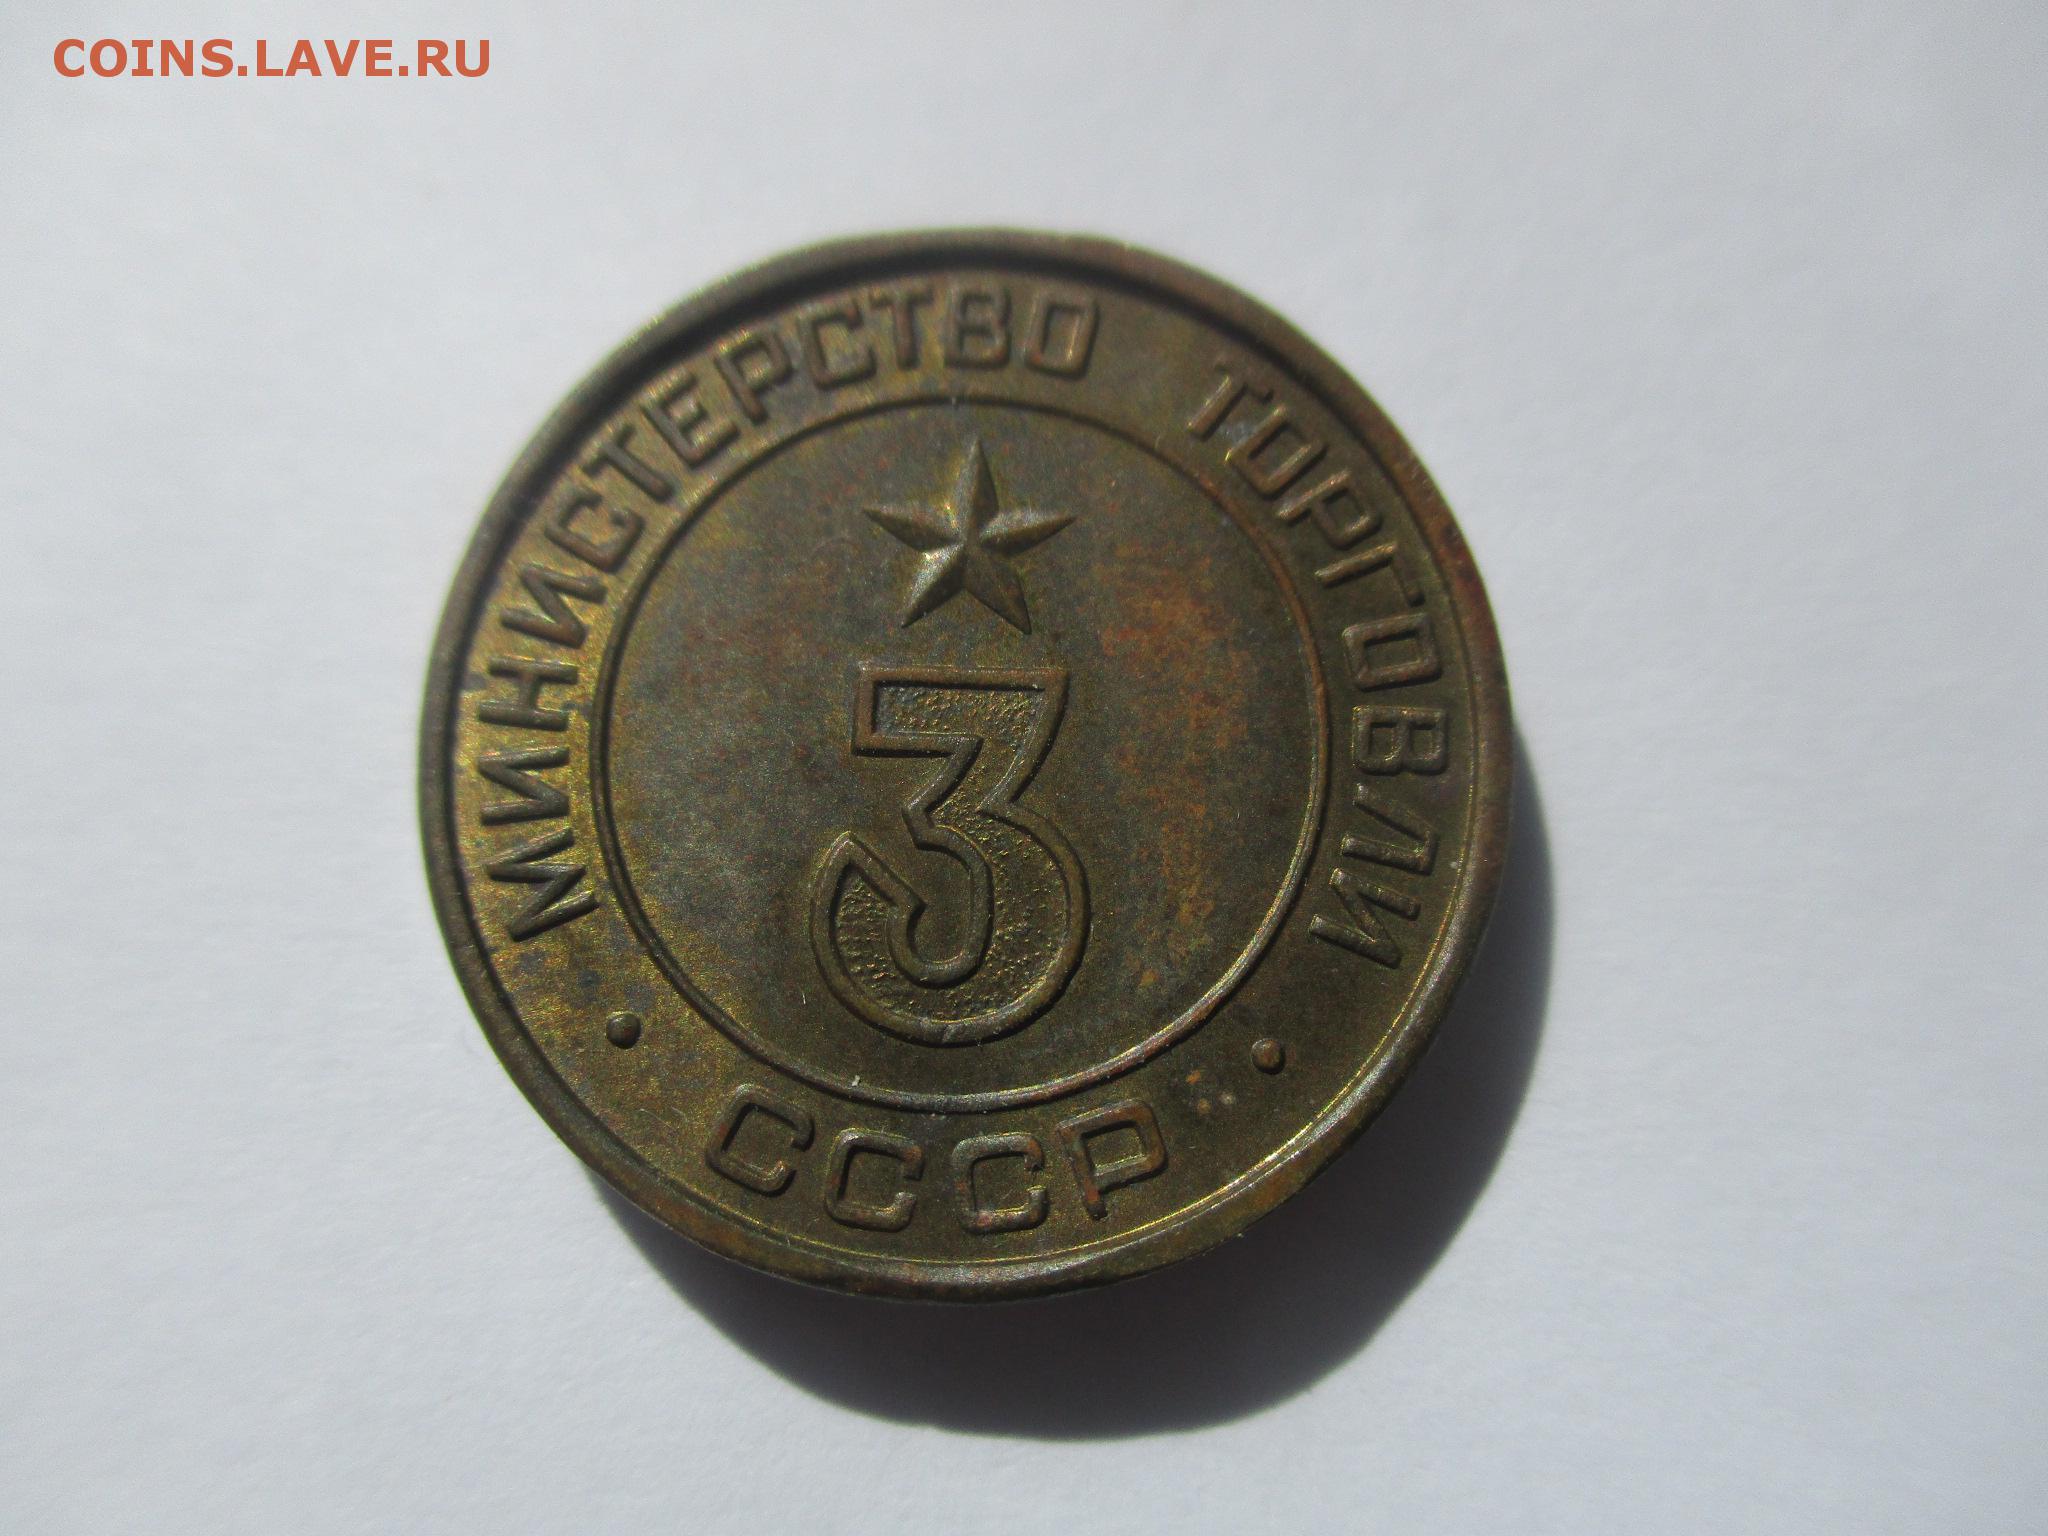 COINS.LAVE.RU
МИНИСТЕРСТВО ТОРГОВЛИ
3
• СССР •